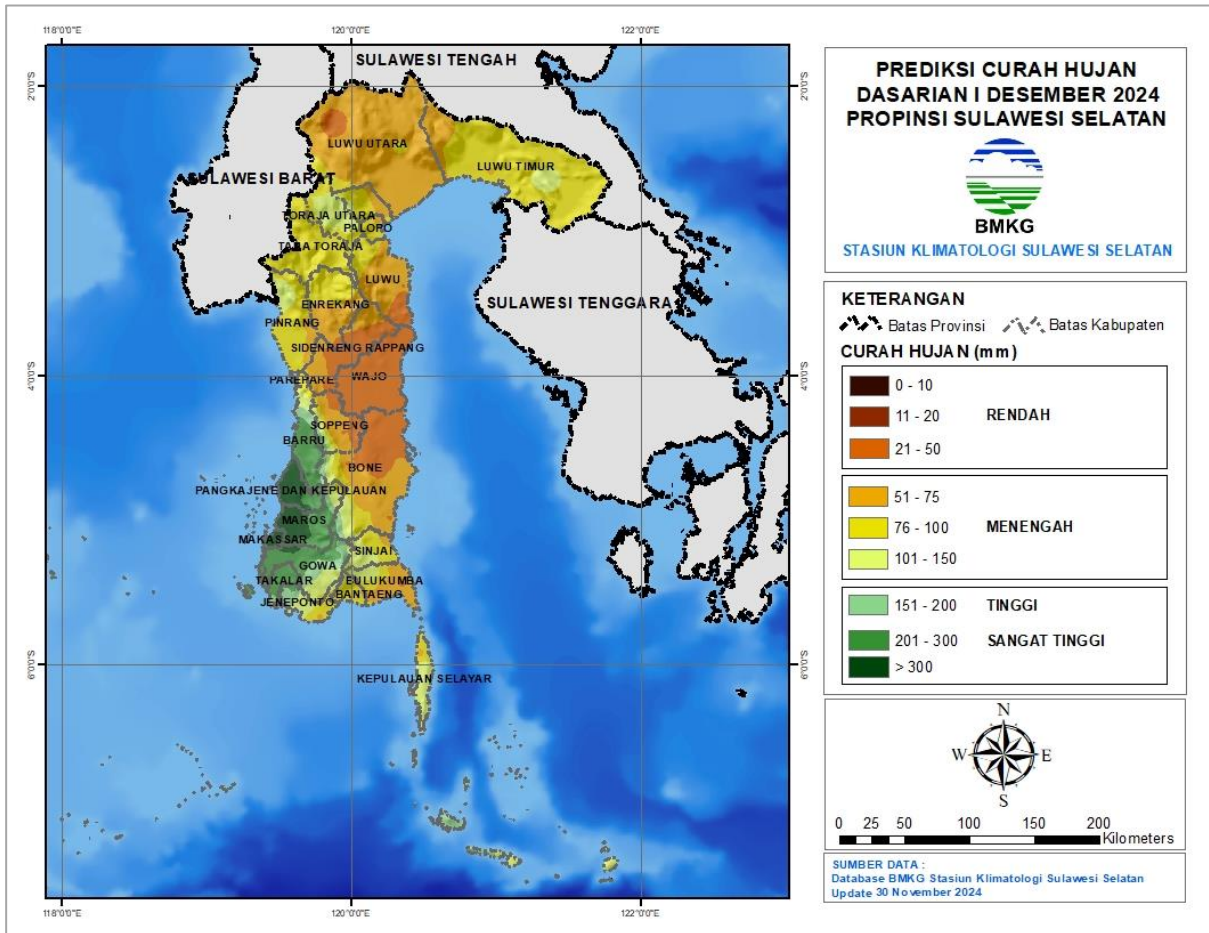 118°0'0"E
120°0'0"E
122°0'0"E
2°0'0"S
2°0'0"S
4°0'0"S
4°0'0"S
6°0'0"S
6°0'0"S
118°0'0"E
120°0'0"E
122°0'0"E
SULAWESI TENGAH
LUWU UTARA
LUWU TIMUR
SULAWESI BARAT
TORAJA UTARA
PALOPO
TANA TORAJA
LUWU
SULAWESI TENGGARA
ENREKANG
PINRANG
SIDENRENG RAPPANG
PAREPARE
WAJO
SOPPENG
BARRU
BONE
PANGKAJENE DAN KEPULAUAN
MAROS
MAKASSAR
SINJAI
GOWA
TAKALAR
BULUKUMBA
BANTAENG
JENEPONTO
KEPULAUAN SELAYAR
PREDIKSI CURAH HUJAN
DASARIAN I DESEMBER 2024
PROPINSI SULAWESI SELATAN
BMKG
STASIUN KLIMATOLOGI SULAWESI SELATAN
KETERANGAN
Batas Provinsi
Batas Kabupaten
CURAH HUJAN (mm)
0 - 10
11 - 20 RENDAH
21 - 50
51 - 75
76 - 100 MENENGAH
101 - 150
151 - 200 TINGGI
201 - 300 SANGAT TINGGI
> 300
N
W E
S
0 25 50 100 150 200
Kilometers
SUMBER DATA :
Database BMKG Stasiun Klimatologi Sulawesi Selatan
Update 30 November 2024